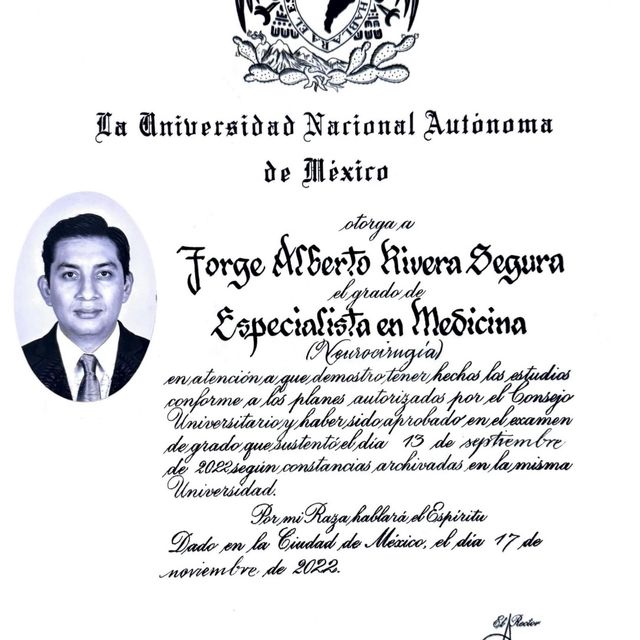 HABLARA EL E
La Universidad Nacional Autónoma
de México
otorga a
Jorge Alberto Rivera Segura
el grado de
Especialista en Medicina
(Neurocirugía)
en atención a que demostró tener hechos los estudios
conforme a los planes autorizados por el Consejo
Universitario y haber sido aprobado en el examen
de grado que sustentó el día 13 de septiembre
de 2022 según constancias archivadas en la misma
Universidad.
Por mi Raza hablará el Espíritu
Dado en la Ciudad de México, el día 17 de
noviembre de 2022.
El Rector